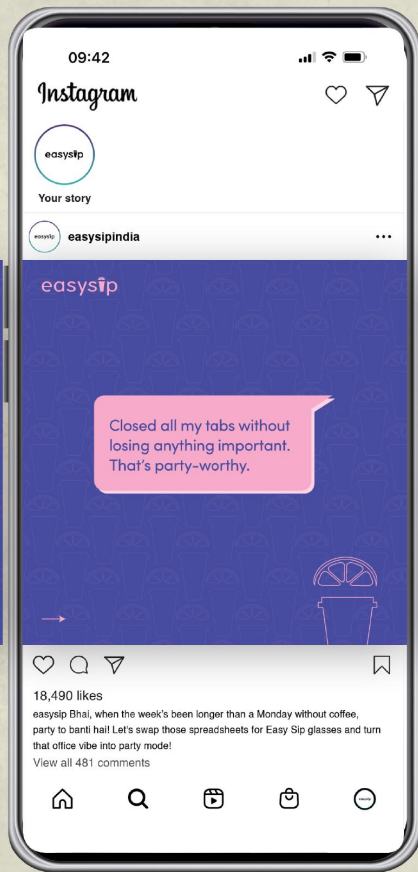 09:42
Instagram
easysip
Your story
easysip
easysipindia
easysip
Closed all my tabs without
losing anything important.
That's party-worthy.
18,490 likes
easysip Bhai, when the week's been longer than a Monday without coffee,
party to banti hai! Let's swap those spreadsheets for Easy Sip glasses and turn
that office vibe into party mode!
View all 481 comments
easysip